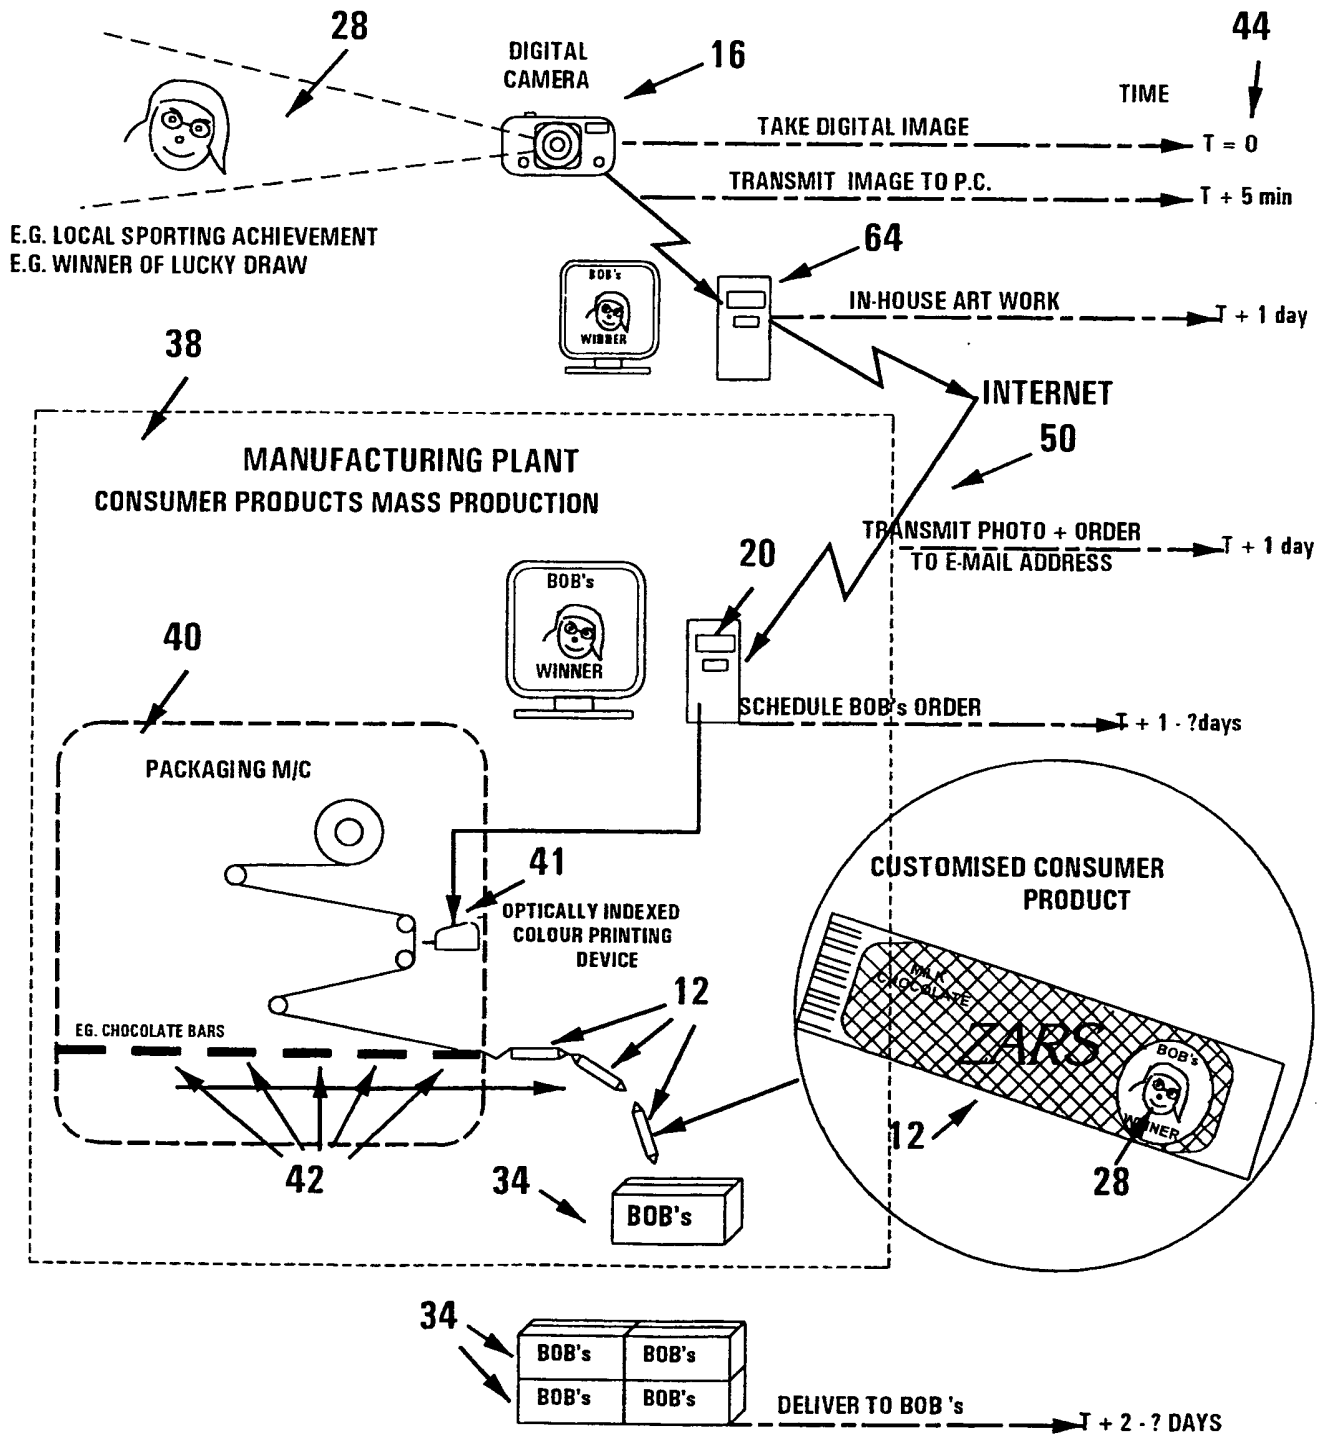 28
DIGITAL
CAMERA
16
44
TIME
TAKE DIGITAL IMAGE
T = 0
TRANSMIT IMAGE TO P.C.
T + 5 min
E.G. LOCAL SPORTING ACHIEVEMENT
E.G. WINNER OF LUCKY DRAW
64
BOB's
WINNER
IN-HOUSE ART WORK
T + 1 day
38
INTERNET
50
MANUFACTURING PLANT
CONSUMER PRODUCTS MASS PRODUCTION
TRANSMIT PHOTO + ORDER
TO E-MAIL ADDRESS
T + 1 day
20
BOB's
WINNER
40
SCHEDULE BOB's ORDER
T + 1 - ?days
PACKAGING M/C
41
OPTICALLY INDEXED
COLOUR PRINTING
DEVICE
CUSTOMISED CONSUMER
PRODUCT
MILK
CHOCOLATE
ZARS
BOB's
WINNER
12
28
12
EG. CHOCOLATE BARS
42
34
BOB's
34
BOB's BOB's
BOB's BOB's
DELIVER TO BOB 's
T + 2 - ? DAYS